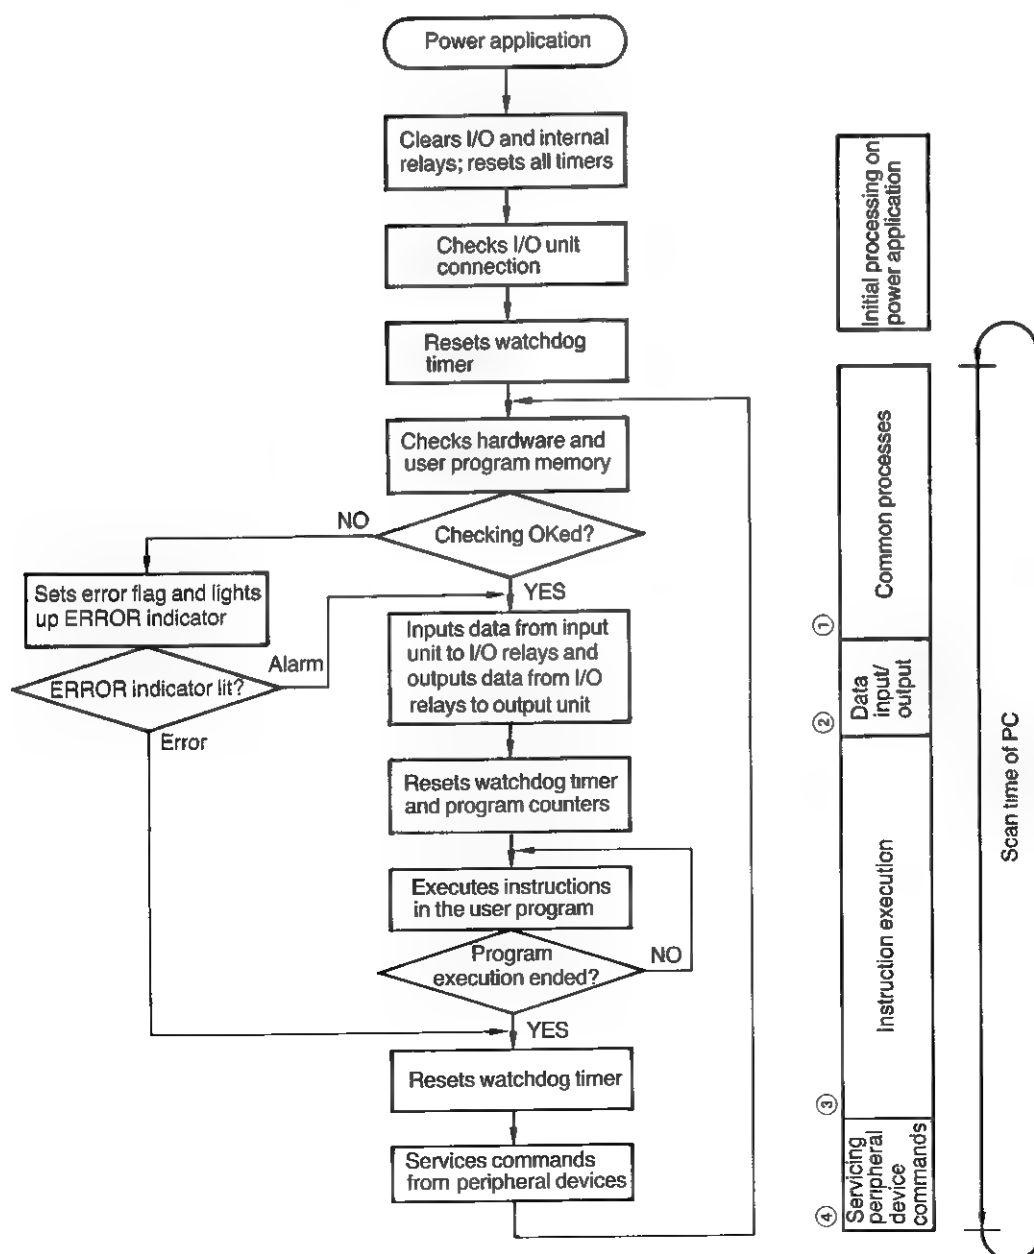 Power application
Clears I/O and internal
relays; resets all timers
Checks I/O unit
connection
Resets watchdog
timer
Checks hardware and
user program memory
NO
Checking OKed?
YES
Sets error flag and lights
up ERROR indicator
Alarm
ERROR indicator lit?
Error
Inputs data from input
unit to I/O relays and
outputs data from I/O
relays to output unit
Resets watchdog timer
and program counters
Executes instructions
in the user program
Program
execution ended?
NO
YES
Resets watchdog timer
Services commands
from peripheral devices
Initial processing on
power application
Common processes
①
Data
input/
output
②
Instruction execution
③
Servicing
peripheral
device
commands
④
Scan time of PC